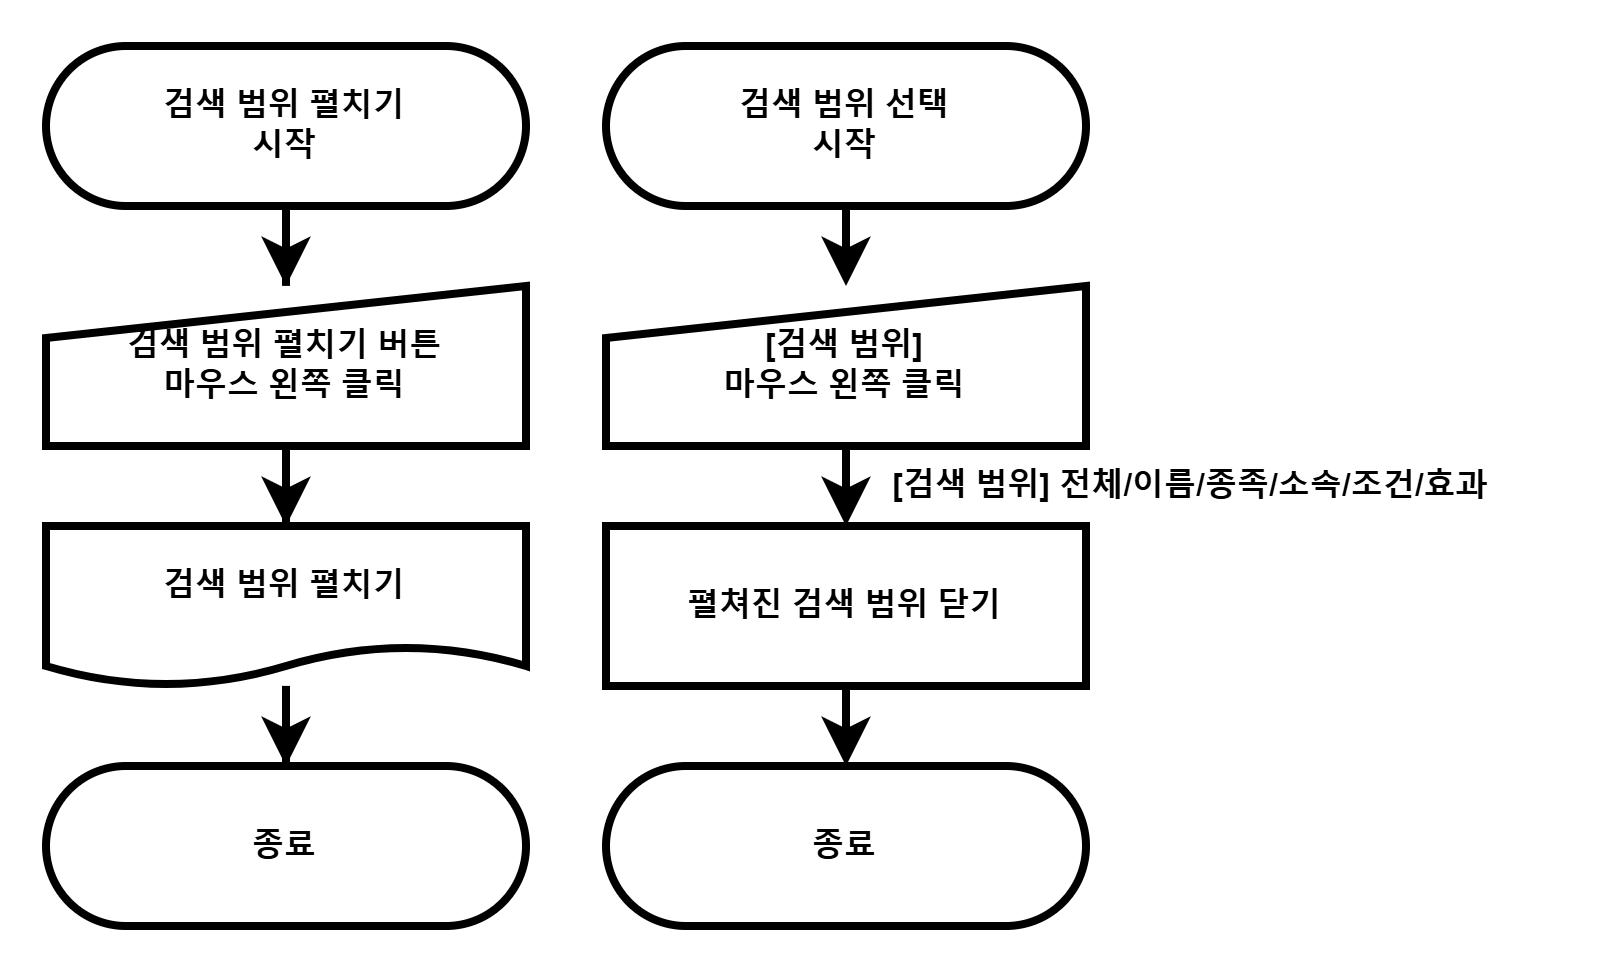 검색 범위 펼치기
시작
검색 범위 펼치기 버튼
마우스 왼쪽 클릭
검색 범위 펼치기
종료
검색 범위 선택
시작
[검색 범위]
마우스 왼쪽 클릭
[검색 범위] 전체/이름/종족/소속/조건/효과
펼쳐진 검색 범위 닫기
종료